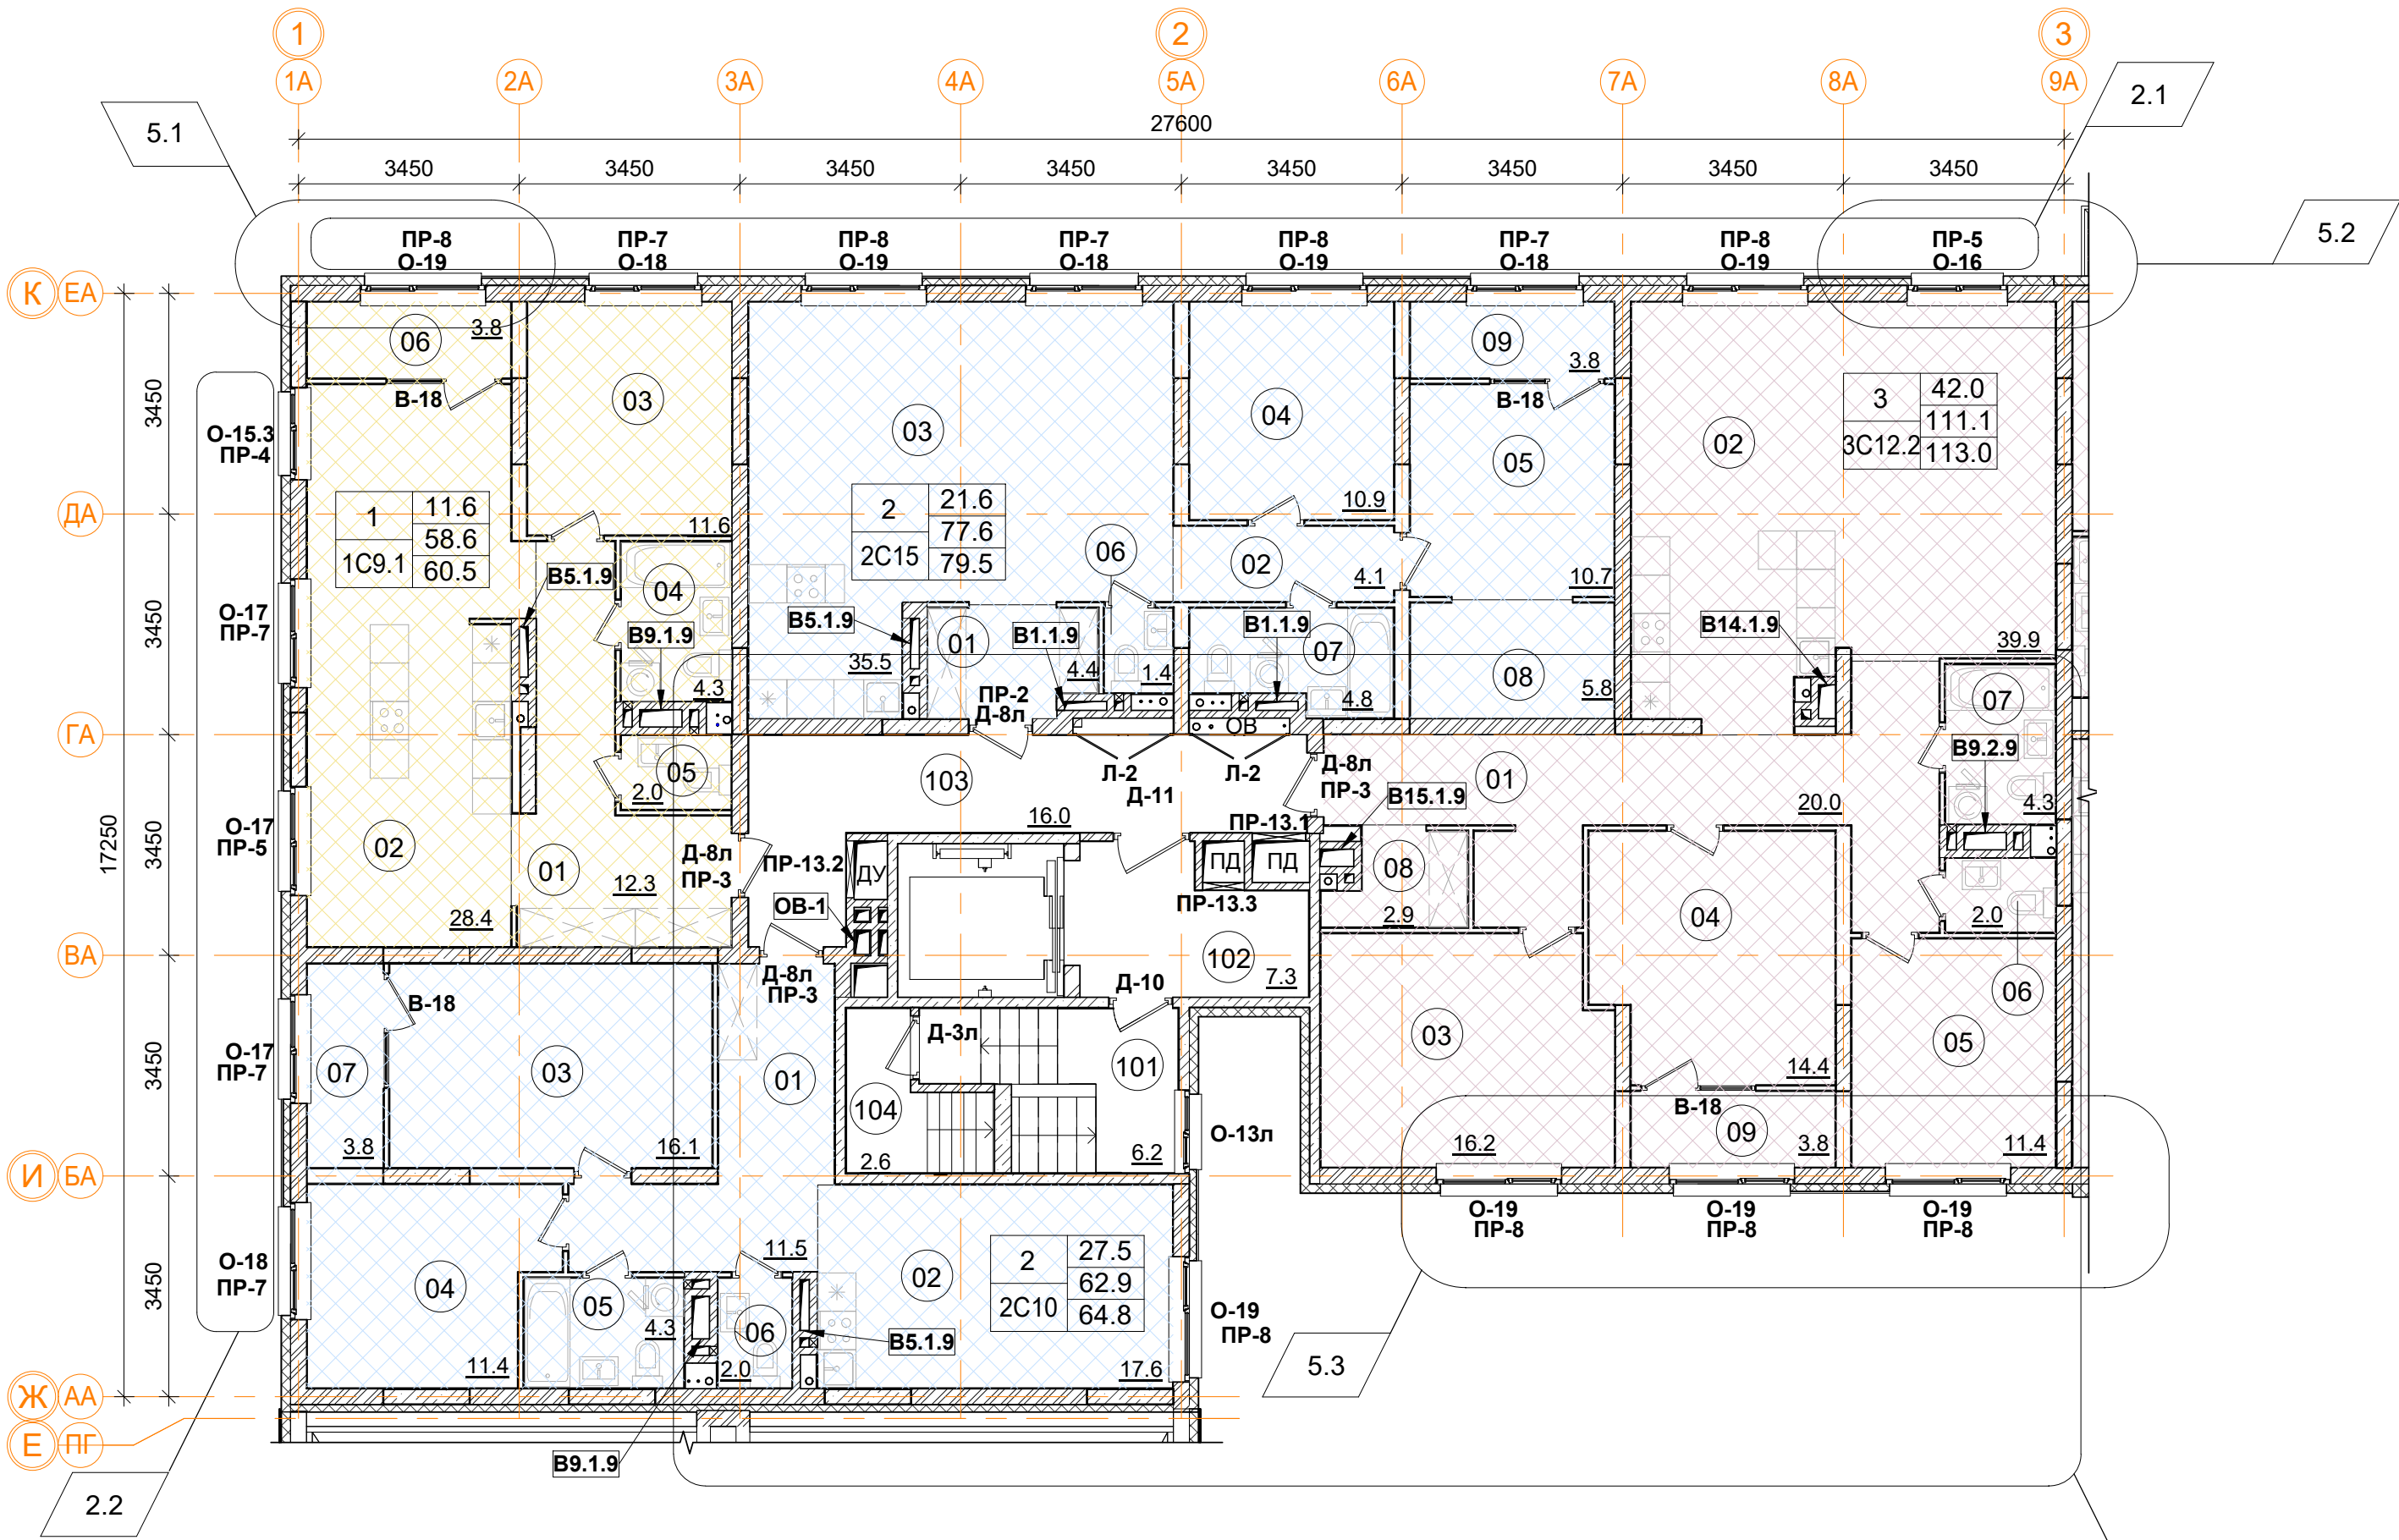 1
2
3
1А
2А
3А
4А
5А
6А
7А
8А
9А
5.1
2.1
27600
3450
3450
3450
3450
3450
3450
3450
3450
5.2
ПР-8
О-19
ПР-7
О-18
ПР-8
О-19
ПР-7
О-18
ПР-8
О-19
ПР-7
О-18
ПР-8
О-19
ПР-5
О-16
К
ЕА
06
3.8
В-18
03
11.6
03
04
10.9
09
3.8
В-18
05
10.7
02
3
42.0
111.1
3С12.2
113.0
3450
О-15.3
ПР-4
ДА
1
11.6
58.6
1С9.1
60.5
В5.1.9
04
В9.1.9
4.3
2
21.6
77.6
2С15
79.5
06
02
4.1
В5.1.9
35.5
01
В1.1.9
4.4
1.4
В1.1.9
07
4.8
08
5.8
В14.1.9
39.9
07
В9.2.9
4.3
3450
17250
О-17
ПР-7
ПР-2
Д-8л
ОВ
ГА
05
2.0
103
Л-2
Л-2
Д-11
16.0
Д-8л
ПР-3
В15.1.9
01
20.0
3450
О-17
ПР-5
02
28.4
01
12.3
Д-8л
ПР-3
ПР-13.2
ДУ
ОВ-1
ПР-13.1
ПД
ПД
ПР-13.3
102
7.3
08
2.9
04
14.4
2.0
06
ВА
В-18
Д-8л
ПР-3
Д-10
3450
О-17
ПР-7
07
3.8
03
16.1
01
Д-3л
101
104
2.6
6.2
О-13л
03
16.2
В-18
09
3.8
05
11.4
И
БА
О-19
ПР-8
О-19
ПР-8
О-19
ПР-8
3450
О-18
ПР-7
04
11.4
05
4.3
11.5
06
2.0
02
В5.1.9
2
27.5
62.9
2С10
64.8
17.6
О-19
ПР-8
5.3
Ж
АА
Е
ПГ
В9.1.9
2.2